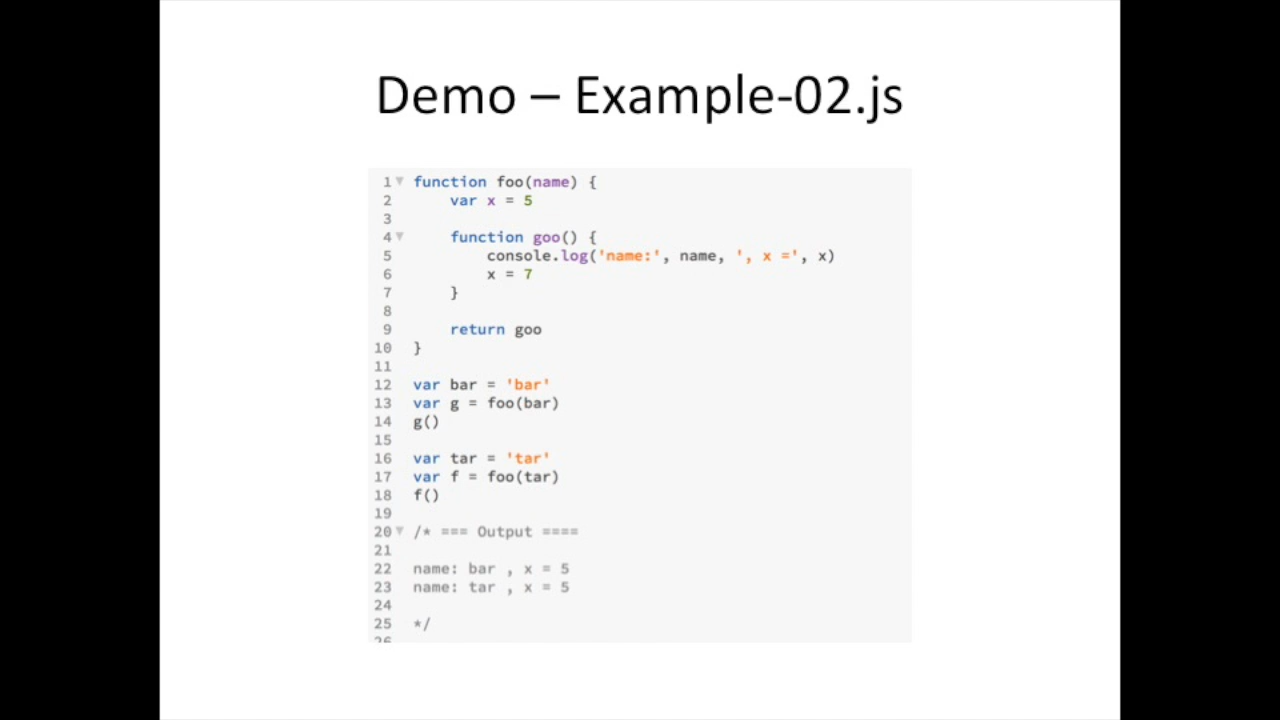 Demo – Example-02.js
1 function foo(name) {
2     var x = 5
3
4     function goo() {
5         console.log('name:', name, ', x =', x)
6         x = 7
7     }
8
9     return goo
10 }
11
12 var bar = 'bar'
13 var g = foo(bar)
14 g()
15
16 var tar = 'tar'
17 var f = foo(tar)
18 f()
19
20 /* === Output ====
21
22 name: bar , x = 5
23 name: tar , x = 5
24
25 */
26